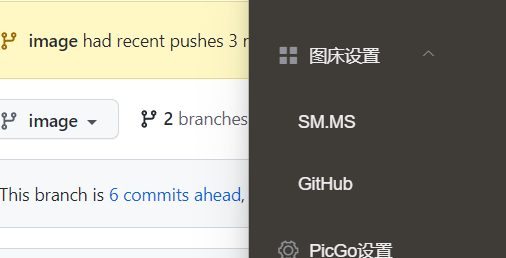 image had recent pushes 3
image
2 branches
This branch is 6 commits ahead,
图床设置
SM.MS
GitHub
PicGo设置